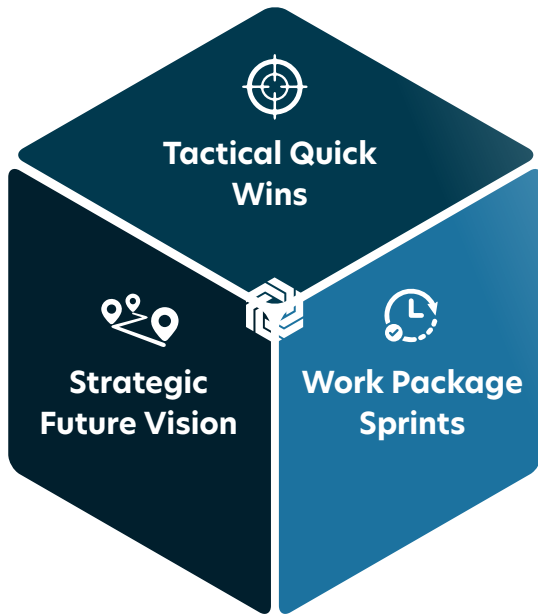 Tactical Quick
Wins
Strategic
Future Vision
Work Package
Sprints